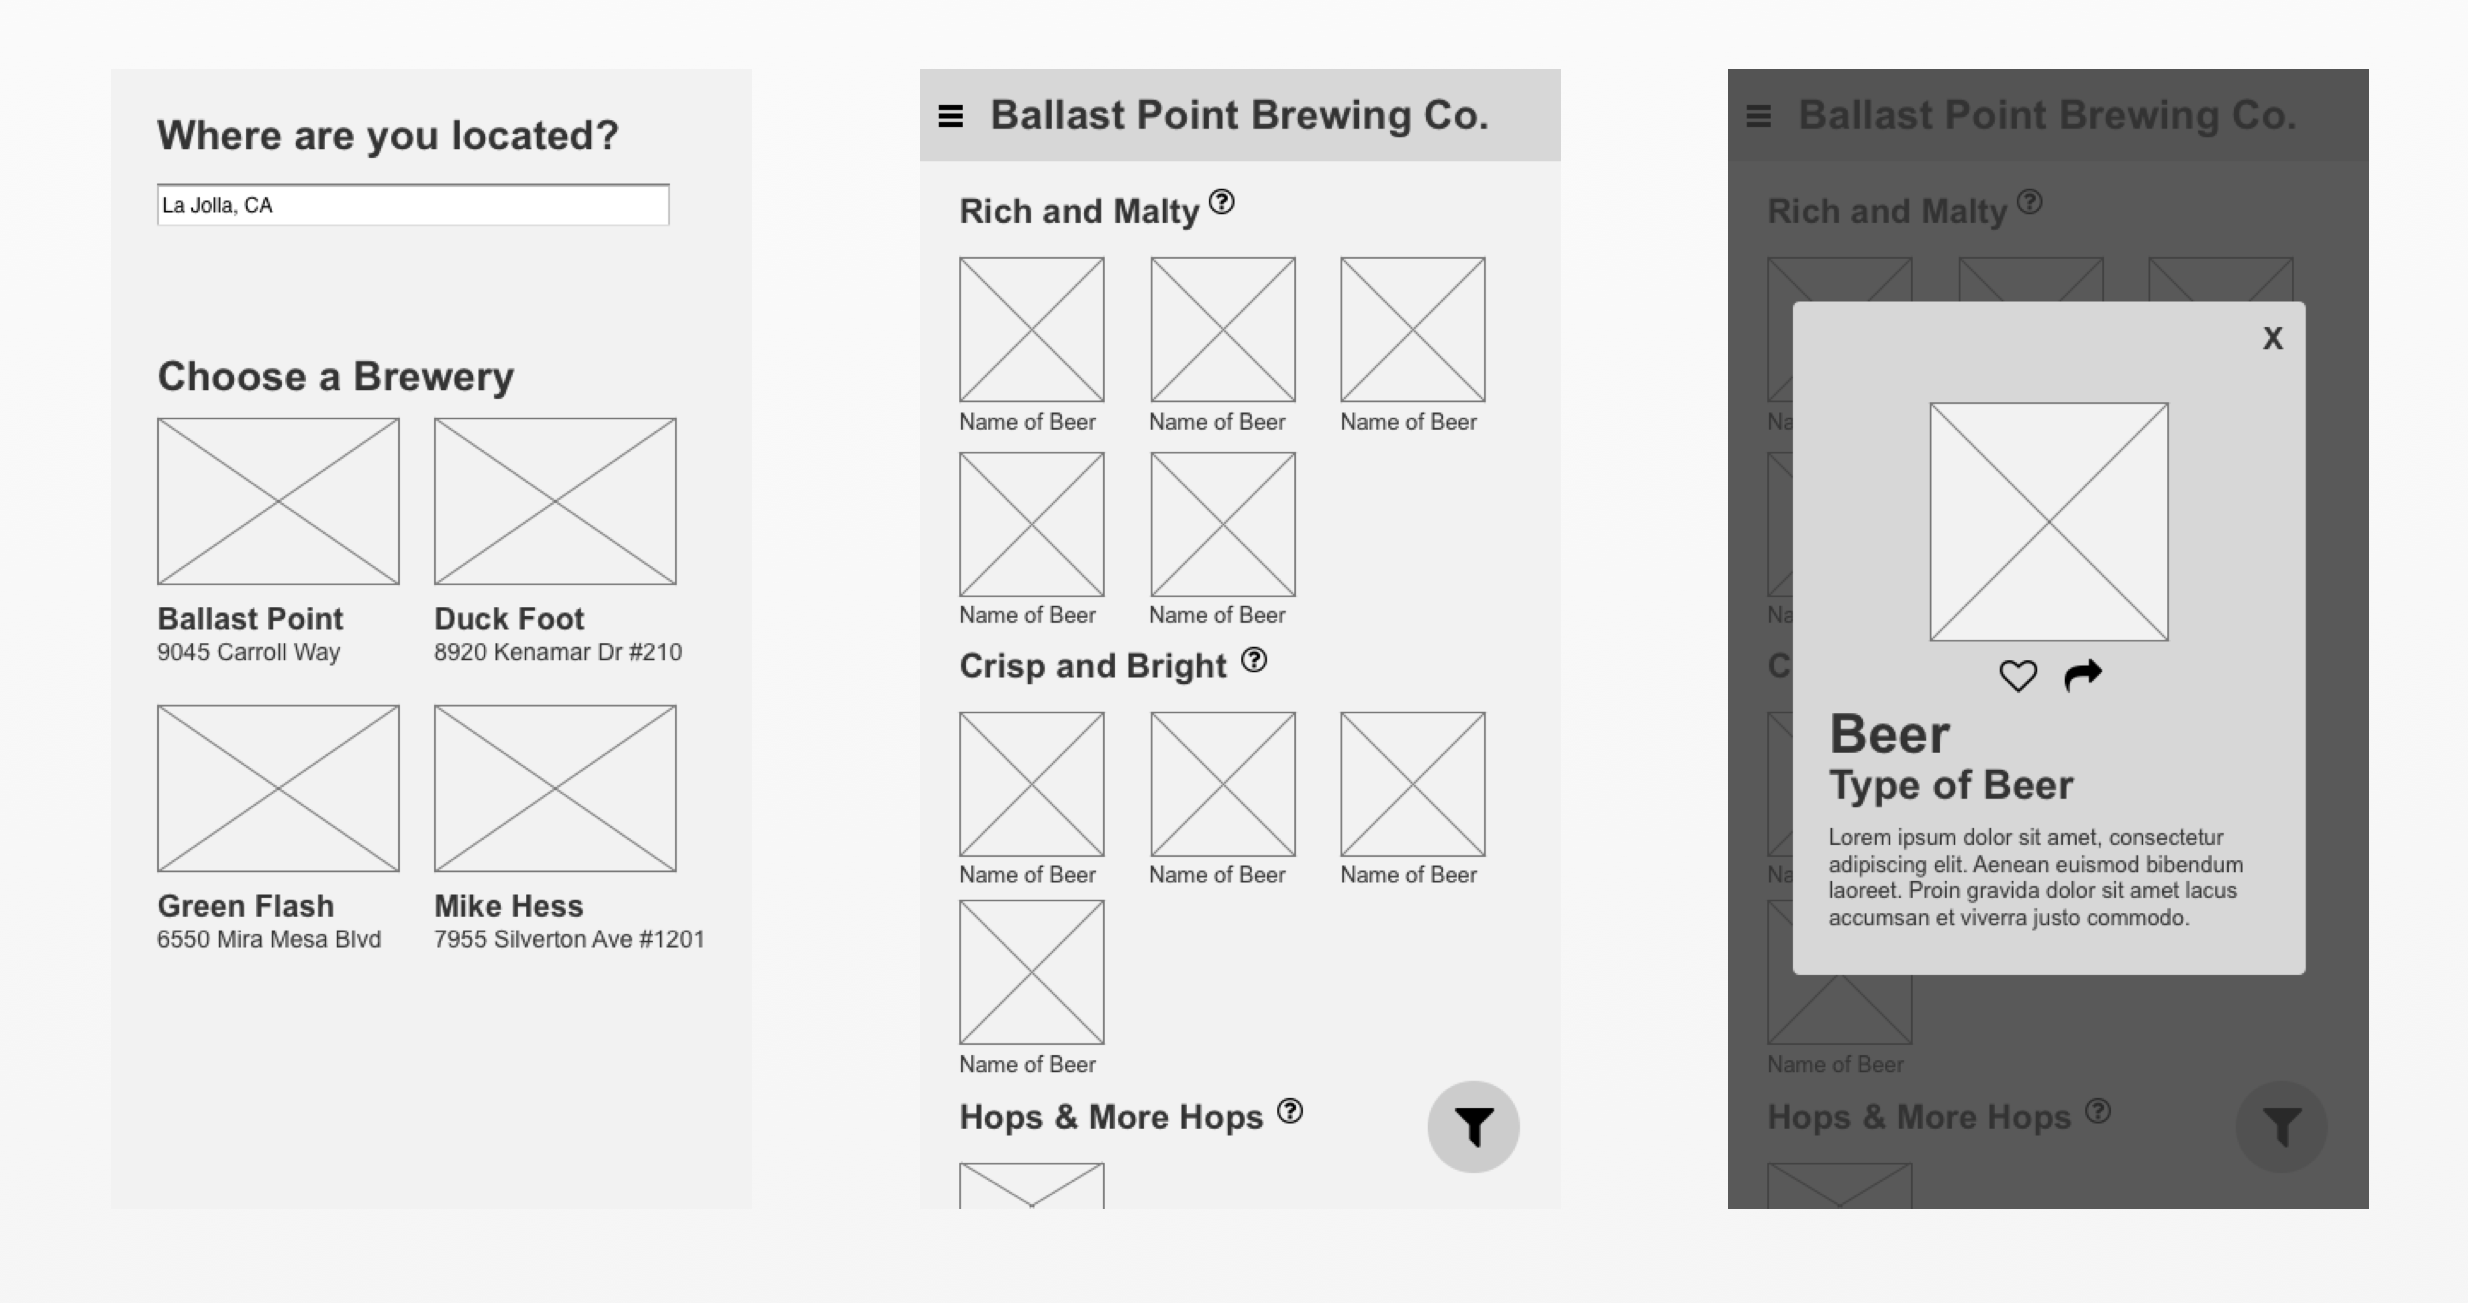 Where are you located?
La Jolla, CA
Choose a Brewery
Ballast Point
9045 Carroll Way
Duck Foot
8920 Kenamar Dr #210
Green Flash
6550 Mira Mesa Blvd
Mike Hess
7955 Silverton Ave #1201
Ballast Point Brewing Co.
Rich and Malty ?
Name of Beer
Name of Beer
Name of Beer
Name of Beer
Name of Beer
Crisp and Bright ?
Name of Beer
Name of Beer
Name of Beer
Name of Beer
Hops & More Hops ?
Ballast Point Brewing Co.
Rich and Malty ?
Na
Na
C
Na
X
Beer
Type of Beer
Lorem ipsum dolor sit amet, consectetur
adipiscing elit. Aenean euismod bibendum
laoreet. Proin gravida dolor sit amet lacus
accumsan et viverra justo commodo.
Name of Beer
Hops & More Hops ?